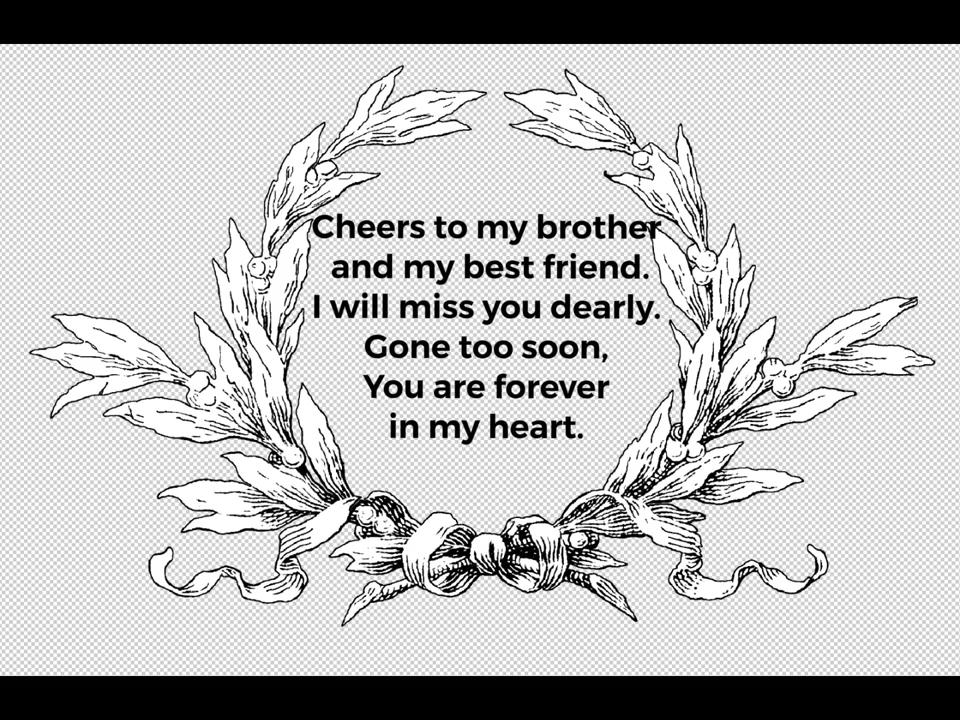 Cheers to my brother
and my best friend.
I will miss you dearly.
Gone too soon,
You are forever
in my heart.